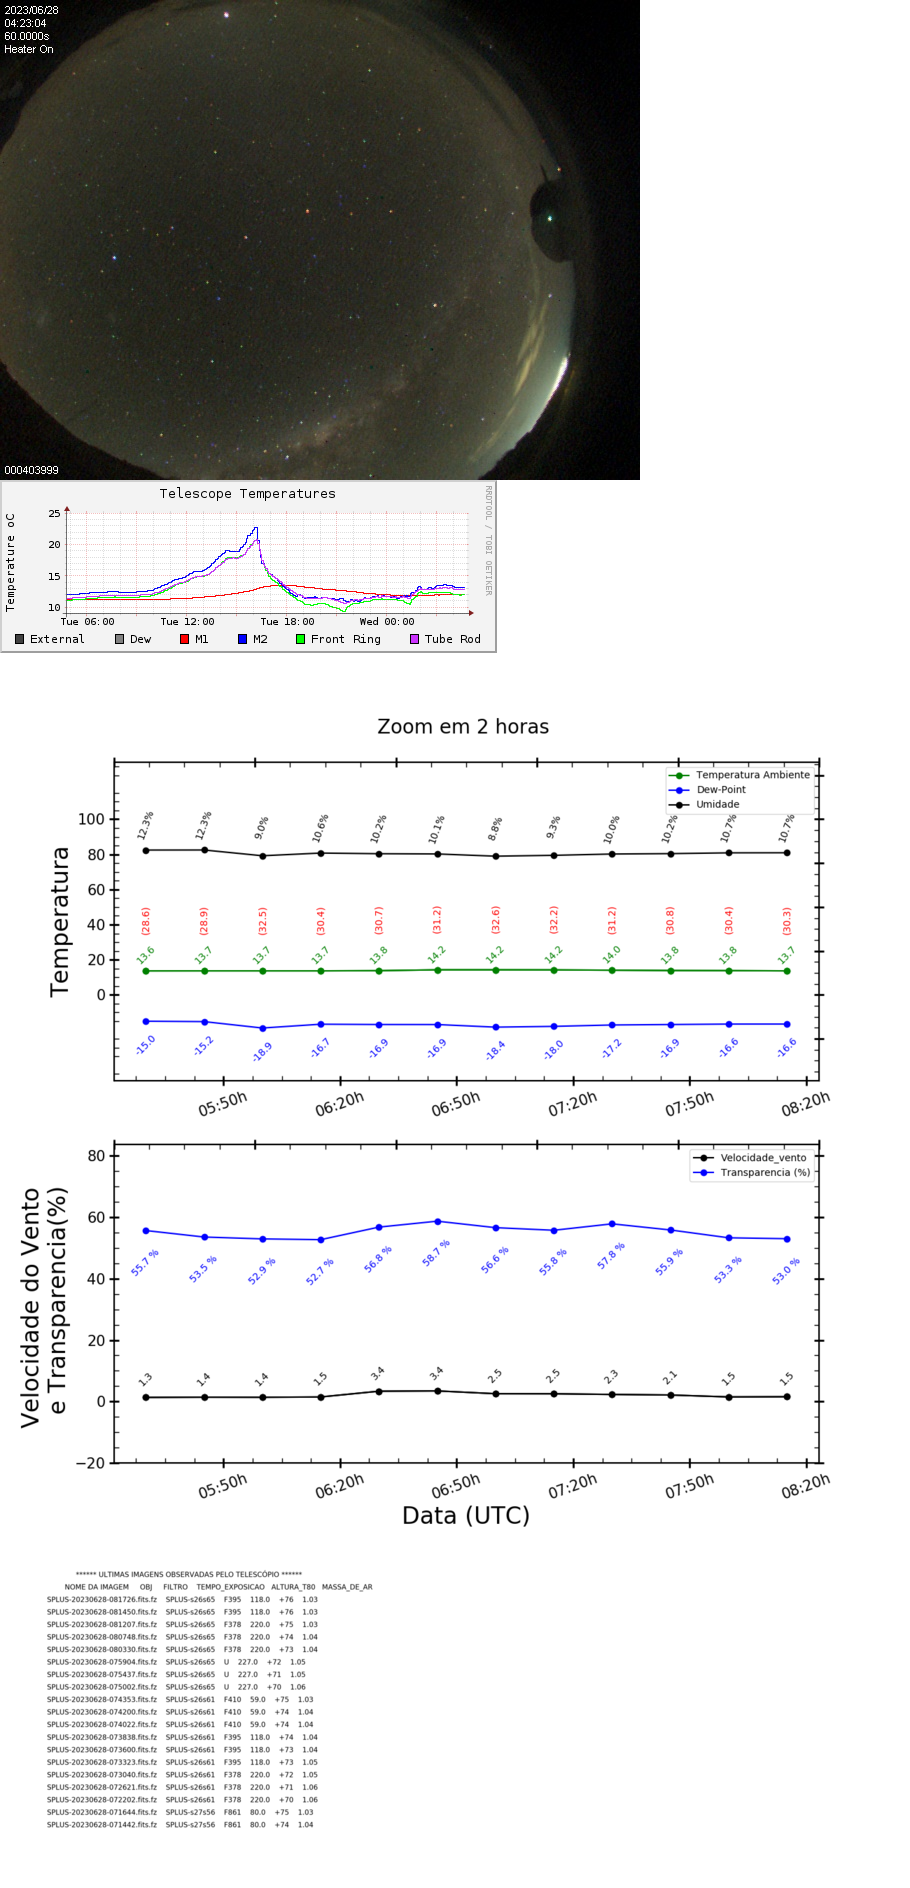 2023/06/28
04:23:04
60.0000s
Heater On
000403999
Telescope Temperatures
RRDTOOL / TOBI OETIKER
Temperature oC
25
20
15
10
Tue 06:00 Tue 12:00 Tue 18:00 Wed 00:00
External Dew M1 M2 Front Ring Tube Rod
Zoom em 2 horas
Temperatura Ambiente
Dew-Point
Umidade
Temperatura
100
80
60
40
20
0
12.3% 12.3% 9.0% 10.6% 10.2% 10.1% 8.8% 9.3% 10.0% 10.2% 10.7% 10.7%
(28.6) (28.9) (32.5) (30.4) (30.7) (31.2) (32.6) (32.2) (31.2) (30.8) (30.4) (30.3)
13.6 13.7 13.7 13.7 13.8 14.2 14.2 14.2 14.0 13.8 13.8 13.7
-15.0 -15.2 -18.9 -16.7 -16.9 -16.9 -18.4 -18.0 -17.2 -16.9 -16.6 -16.6
05:50h 06:20h 06:50h 07:20h 07:50h 08:20h
Velocidade_vento
Transparencia (%)
Velocidade do Vento
e Transparencia(%)
80
60
40
20
0
−20
55.7 % 53.5 % 52.9 % 52.7 % 56.8 % 58.7 % 56.6 % 55.8 % 57.8 % 55.9 % 53.3 % 53.0 %
1.3 1.4 1.4 1.5 3.4 3.4 2.5 2.5 2.3 2.1 1.5 1.5
05:50h 06:20h 06:50h 07:20h 07:50h 08:20h
Data (UTC)
****** ULTIMAS IMAGENS OBSERVADAS PELO TELESCÓPIO ******
NOME DA IMAGEM OBJ FILTRO TEMPO_EXPOSICAO ALTURA_T80 MASSA_DE_AR
SPLUS-20230628-081726.fits.fz SPLUS-s26s65 F395 118.0 +76 1.03
SPLUS-20230628-081450.fits.fz SPLUS-s26s65 F395 118.0 +76 1.03
SPLUS-20230628-081207.fits.fz SPLUS-s26s65 F378 220.0 +75 1.03
SPLUS-20230628-080748.fits.fz SPLUS-s26s65 F378 220.0 +74 1.04
SPLUS-20230628-080330.fits.fz SPLUS-s26s65 F378 220.0 +73 1.04
SPLUS-20230628-075904.fits.fz SPLUS-s26s65 U 227.0 +72 1.05
SPLUS-20230628-075437.fits.fz SPLUS-s26s65 U 227.0 +71 1.05
SPLUS-20230628-075002.fits.fz SPLUS-s26s65 U 227.0 +70 1.06
SPLUS-20230628-074353.fits.fz SPLUS-s26s61 F410 59.0 +75 1.03
SPLUS-20230628-074200.fits.fz SPLUS-s26s61 F410 59.0 +74 1.04
SPLUS-20230628-074022.fits.fz SPLUS-s26s61 F410 59.0 +74 1.04
SPLUS-20230628-073838.fits.fz SPLUS-s26s61 F395 118.0 +74 1.04
SPLUS-20230628-073600.fits.fz SPLUS-s26s61 F395 118.0 +73 1.04
SPLUS-20230628-073323.fits.fz SPLUS-s26s61 F395 118.0 +73 1.05
SPLUS-20230628-073040.fits.fz SPLUS-s26s61 F378 220.0 +72 1.05
SPLUS-20230628-072621.fits.fz SPLUS-s26s61 F378 220.0 +71 1.06
SPLUS-20230628-072202.fits.fz SPLUS-s26s61 F378 220.0 +70 1.06
SPLUS-20230628-071644.fits.fz SPLUS-s27s56 F861 80.0 +75 1.03
SPLUS-20230628-071442.fits.fz SPLUS-s27s56 F861 80.0 +74 1.04